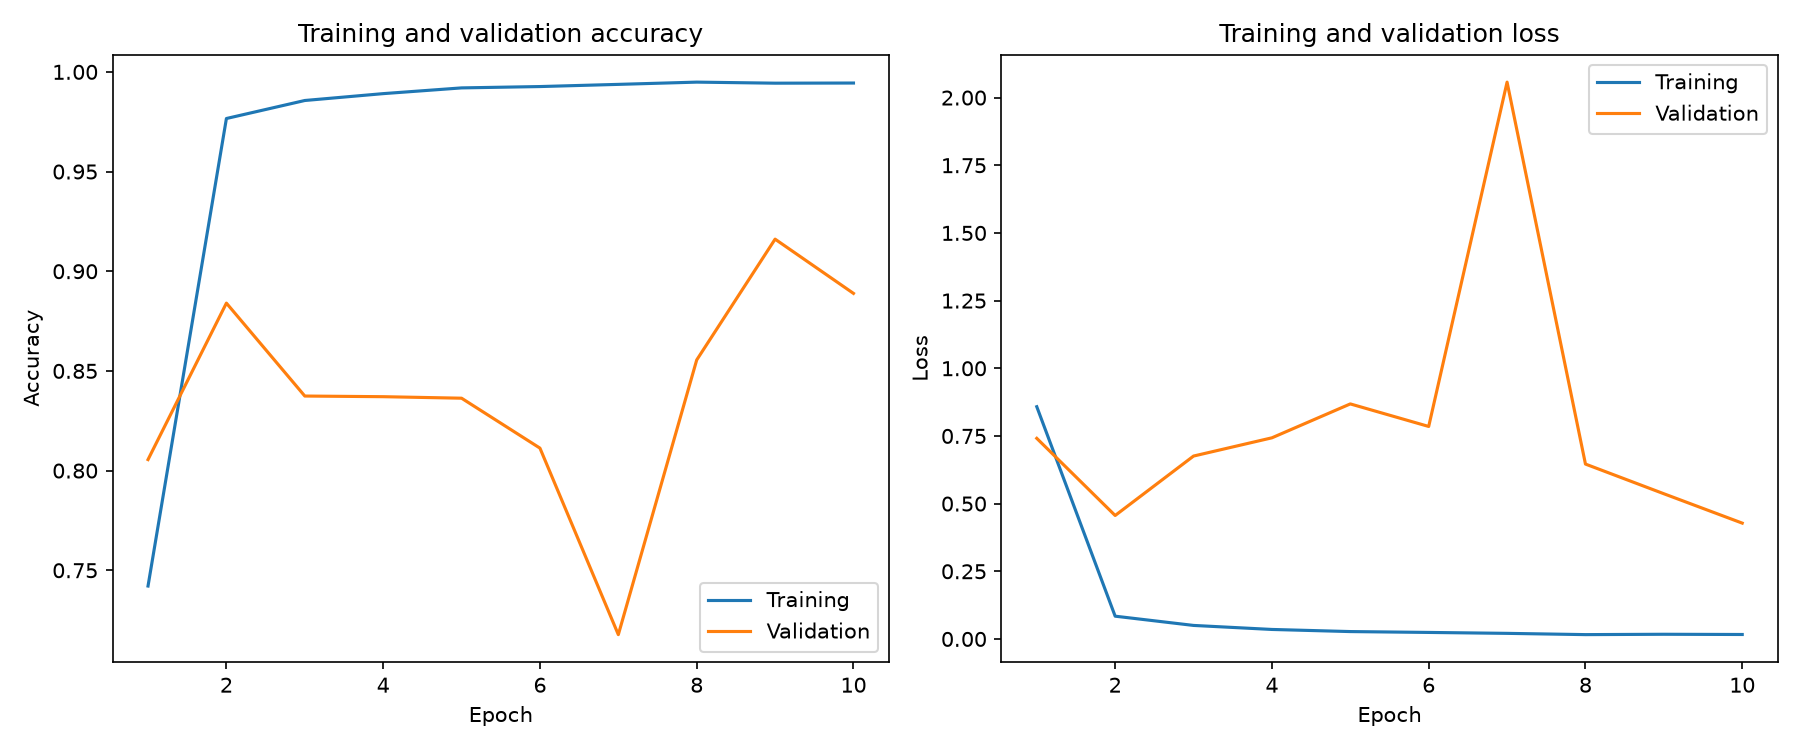 Training and validation accuracy
1.00
0.95
0.90
0.85
0.80
0.75
Accuracy
2 4 6 8 10
Epoch
Training
Validation
Training and validation loss
2.00
1.75
1.50
1.25
1.00
0.75
0.50
0.25
0.00
Loss
2 4 6 8 10
Epoch
Training
Validation